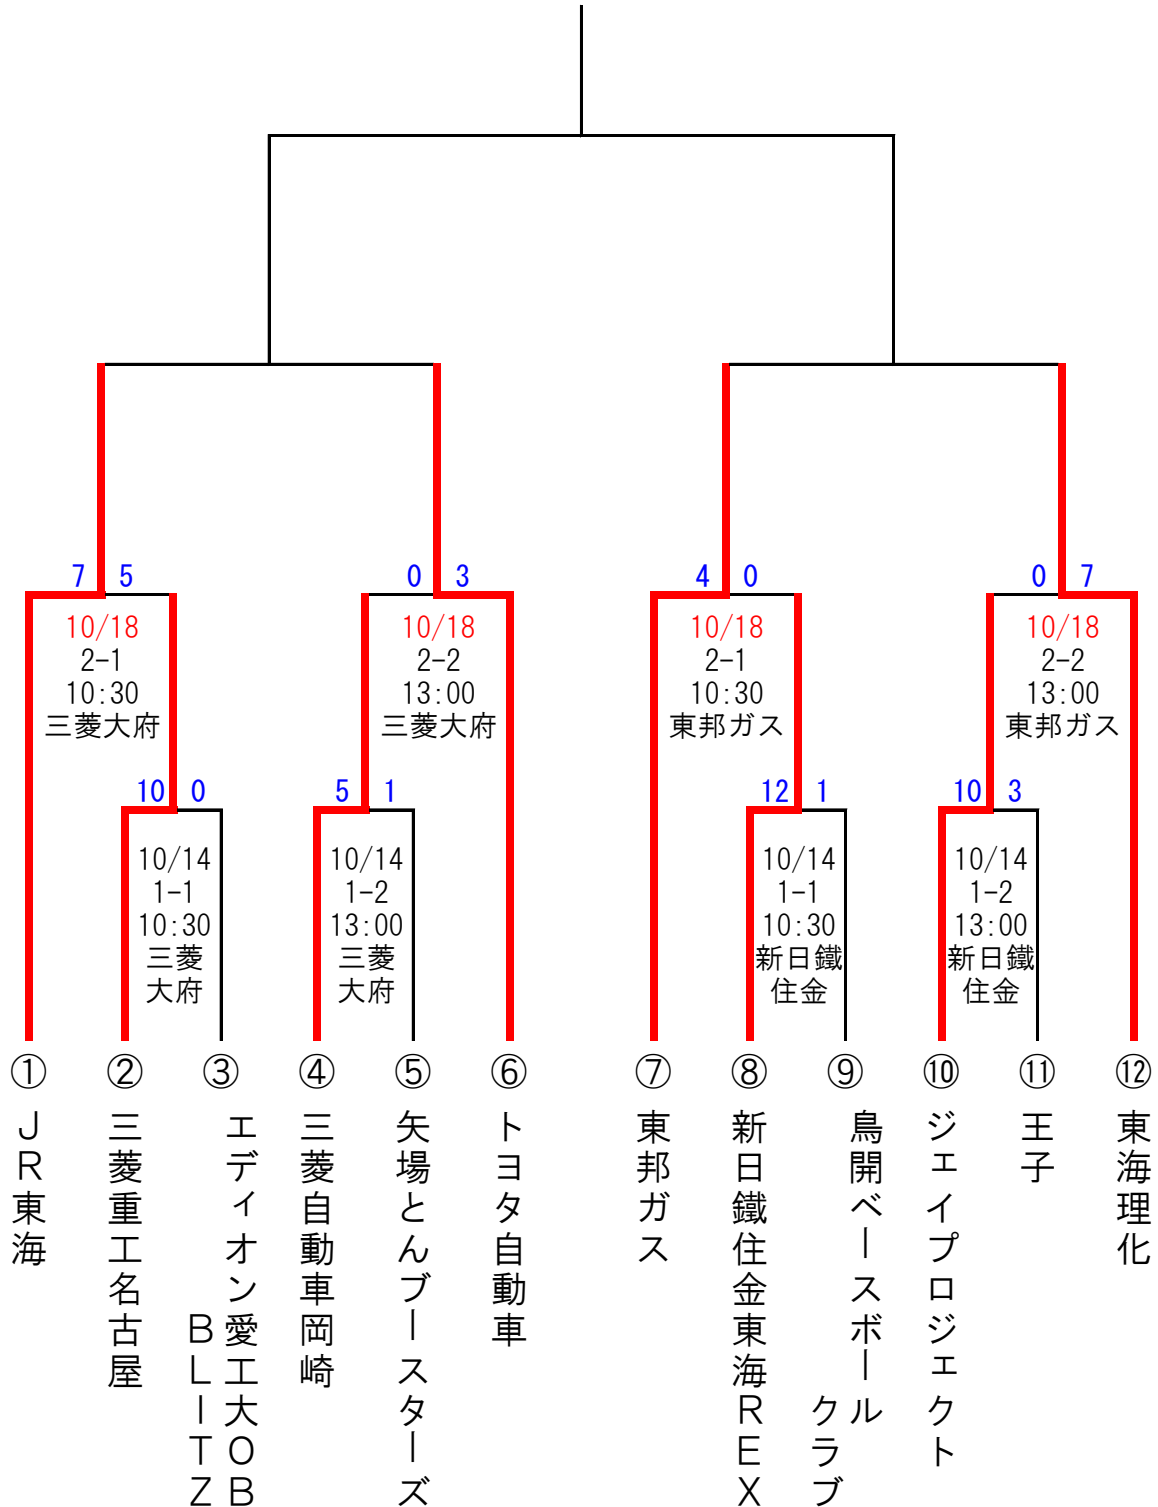 7 5
0 3
4 0
0 7
10/18
2-1
10:30
三菱大府
10/18
2-2
13:00
三菱大府
10/18
2-1
10:30
東邦ガス
10/18
2-2
13:00
東邦ガス
10 0
5 1
12 1
10 3
10/14
1-1
10:30
三菱
大府
10/14
1-2
13:00
三菱
大府
10/14
1-1
10:30
新日鐵
住金
10/14
1-2
13:00
新日鐵
住金
①
JR東海
②
三菱重工名古屋
③
エディオン愛工大OB
BLITZ
④
三菱自動車岡崎
⑤
矢場とんブースターズ
⑥
トヨタ自動車
⑦
東邦ガス
⑧
新日鐵住金東海REX
⑨
鳥開ベースボール
クラブ
⑩
ジェイプロジェクト
⑪
王子
⑫
東海理化